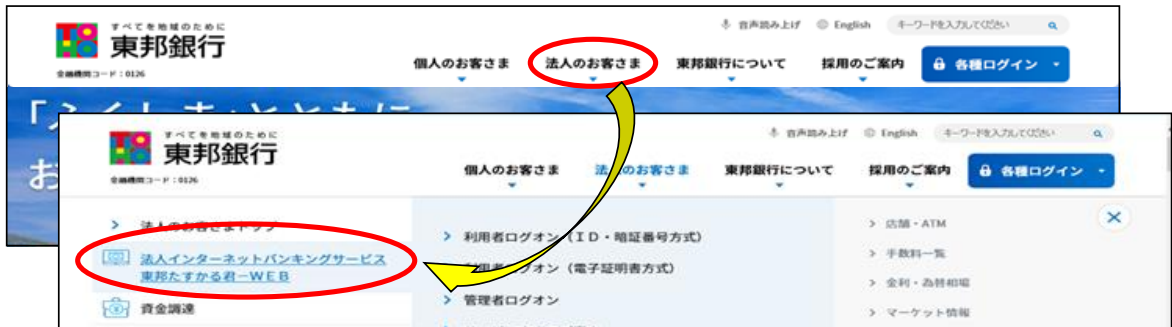 すべてを地域のために
東邦銀行
金融機関コード:0126
音声読み上げ
English
キーワードを入力してください
個人のお客さま
法人のお客さま
東邦銀行について
採用のご案内
各種ログイン
すべてを地域のために
東邦銀行
金融機関コード:0126
音声読み上げ
English
キーワードを入力してください
個人のお客さま
法人のお客さま
東邦銀行について
採用のご案内
各種ログイン
法人のお客さまトップ
法人インターネットバンキングサービス
東邦たすかる君-WEB
資金調達
利用者ログオン(ID・暗証番号方式)
利用者ログオン(電子証明書方式)
管理者ログオン
店舗・ATM
手数料一覧
金利・為替相場
マーケット情報